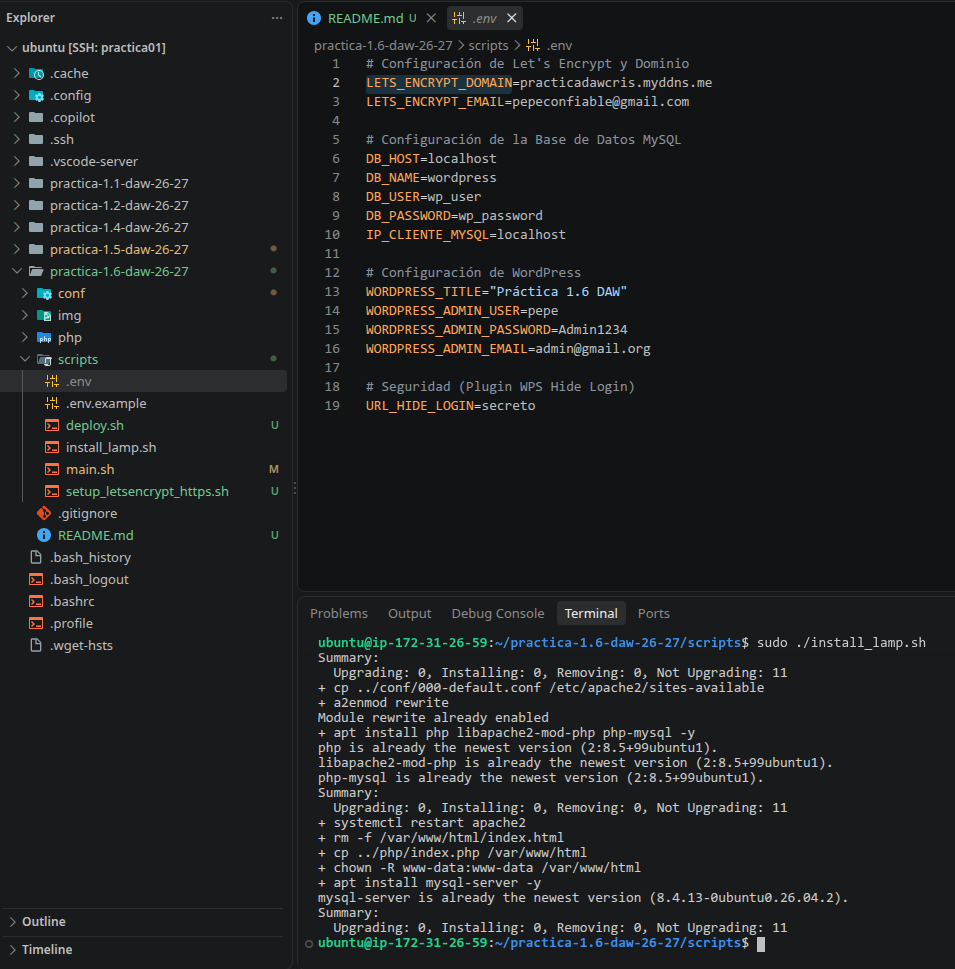 Explorer
ubuntu [SSH: practica01]
.cache
.config
.copilot
.ssh
.vscode-server
practica-1.1-daw-26-27
practica-1.2-daw-26-27
practica-1.4-daw-26-27
practica-1.5-daw-26-27
practica-1.6-daw-26-27
conf
img
php
scripts
.env
.env.example
deploy.sh U
install_lamp.sh
main.sh M
setup_letsencrypt_https.sh U
.gitignore
README.md U
.bash_history
.bash_logout
.bashrc
.profile
.wget-hsts
Outline
Timeline
README.md U
.env
practica-1.6-daw-26-27 > scripts > .env
1 # Configuración de Let's Encrypt y Dominio
2 LETS_ENCRYPT_DOMAIN=practicadawcris.myddns.me
3 LETS_ENCRYPT_EMAIL=pepeconfiable@gmail.com
4
5 # Configuración de la Base de Datos MySQL
6 DB_HOST=localhost
7 DB_NAME=wordpress
8 DB_USER=wp_user
9 DB_PASSWORD=wp_password
10 IP_CLIENTE_MYSQL=localhost
11
12 # Configuración de WordPress
13 WORDPRESS_TITLE="Práctica 1.6 DAW"
14 WORDPRESS_ADMIN_USER=pepe
15 WORDPRESS_ADMIN_PASSWORD=Admin1234
16 WORDPRESS_ADMIN_EMAIL=admin@gmail.org
17
18 # Seguridad (Plugin WPS Hide Login)
19 URL_HIDE_LOGIN=secreto
Problems Output Debug Console Terminal Ports
ubuntu@ip-172-31-26-59:~/practica-1.6-daw-26-27/scripts$ sudo ./install_lamp.sh
Summary:
  Upgrading: 0, Installing: 0, Removing: 0, Not Upgrading: 11
+ cp ../conf/000-default.conf /etc/apache2/sites-available
+ a2enmod rewrite
Module rewrite already enabled
+ apt install php libapache2-mod-php php-mysql -y
php is already the newest version (2:8.5+99ubuntu1).
libapache2-mod-php is already the newest version (2:8.5+99ubuntu1).
php-mysql is already the newest version (2:8.5+99ubuntu1).
Summary:
  Upgrading: 0, Installing: 0, Removing: 0, Not Upgrading: 11
+ systemctl restart apache2
+ rm -f /var/www/html/index.html
+ cp ../php/index.php /var/www/html
+ chown -R www-data:www-data /var/www/html
+ apt install mysql-server -y
mysql-server is already the newest version (8.4.13-0ubuntu0.26.04.2).
Summary:
  Upgrading: 0, Installing: 0, Removing: 0, Not Upgrading: 11
ubuntu@ip-172-31-26-59:~/practica-1.6-daw-26-27/scripts$